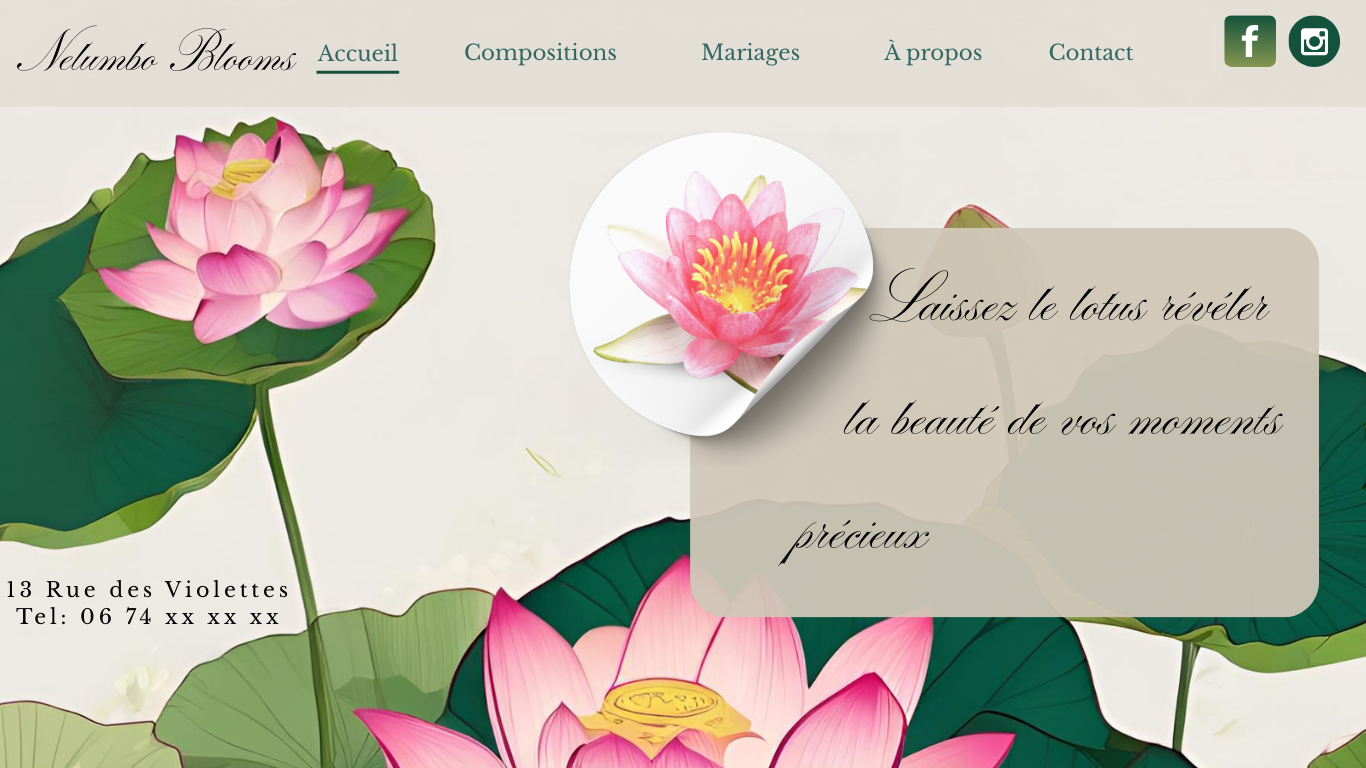 Nelumbo Blooms
Accueil
Compositions
Mariages
À propos
Contact
Laissez le lotus révéler
la beauté de vos moments
précieux
13 Rue des Violettes
Tel: 06 74 xx xx xx